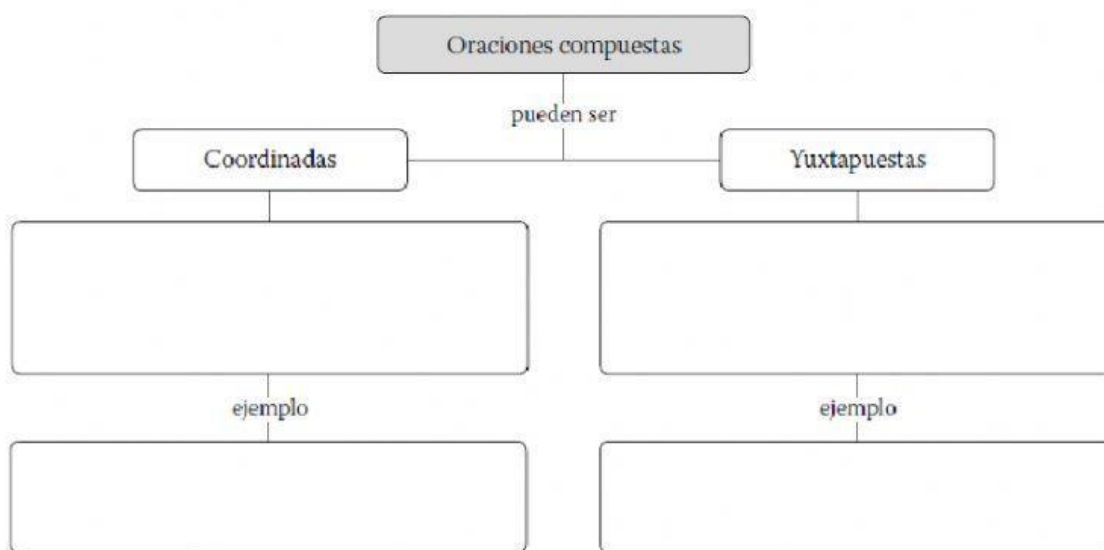 Oraciones compuestas
pueden ser
Coordinadas
Yuxtapuestas
ejemplo
ejemplo